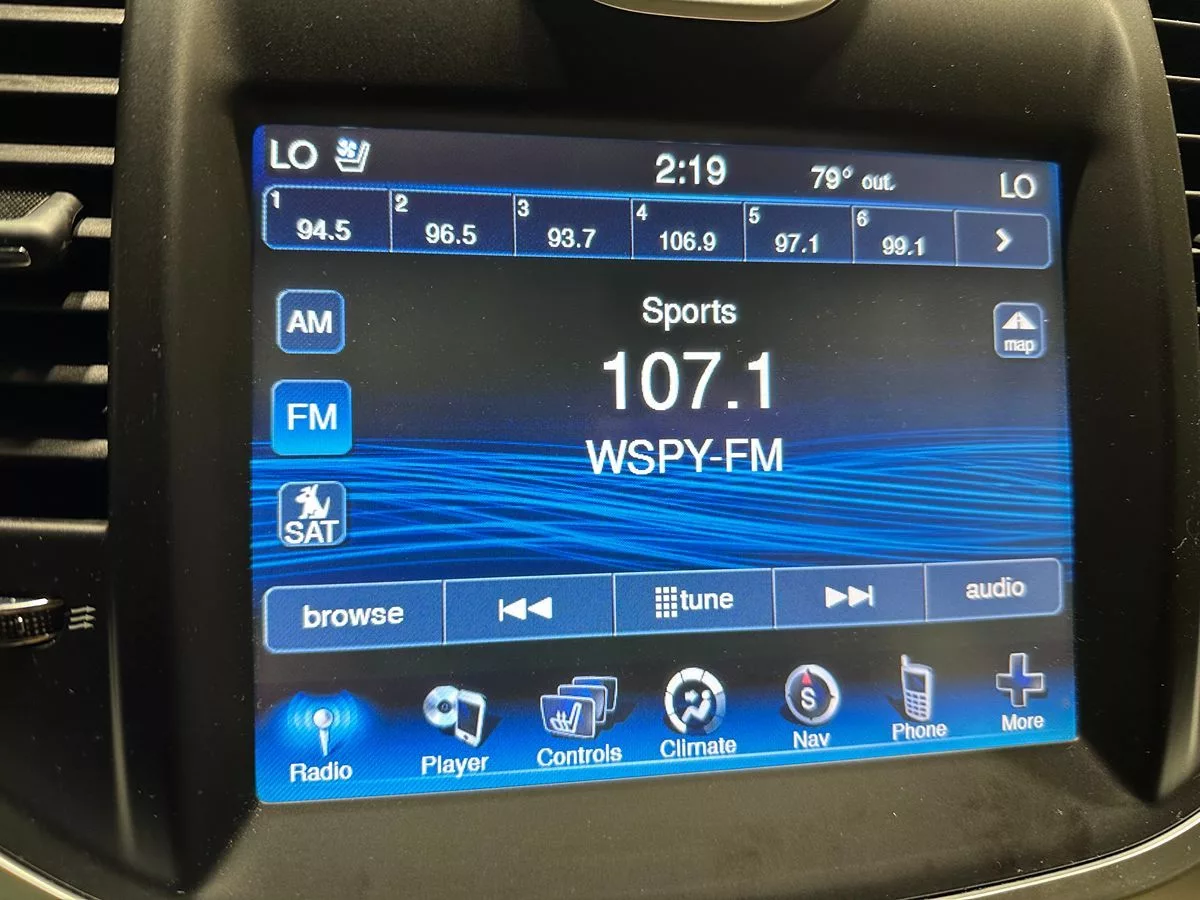 LO 2:19 79° out. LO
1 94.5 2 96.5 3 93.7 4 106.9 5 97.1 6 99.1
AM
Sports
map
107.1
FM
WSPY-FM
SAT
browse tune audio
S
Radio Player Controls Climate Nav Phone More